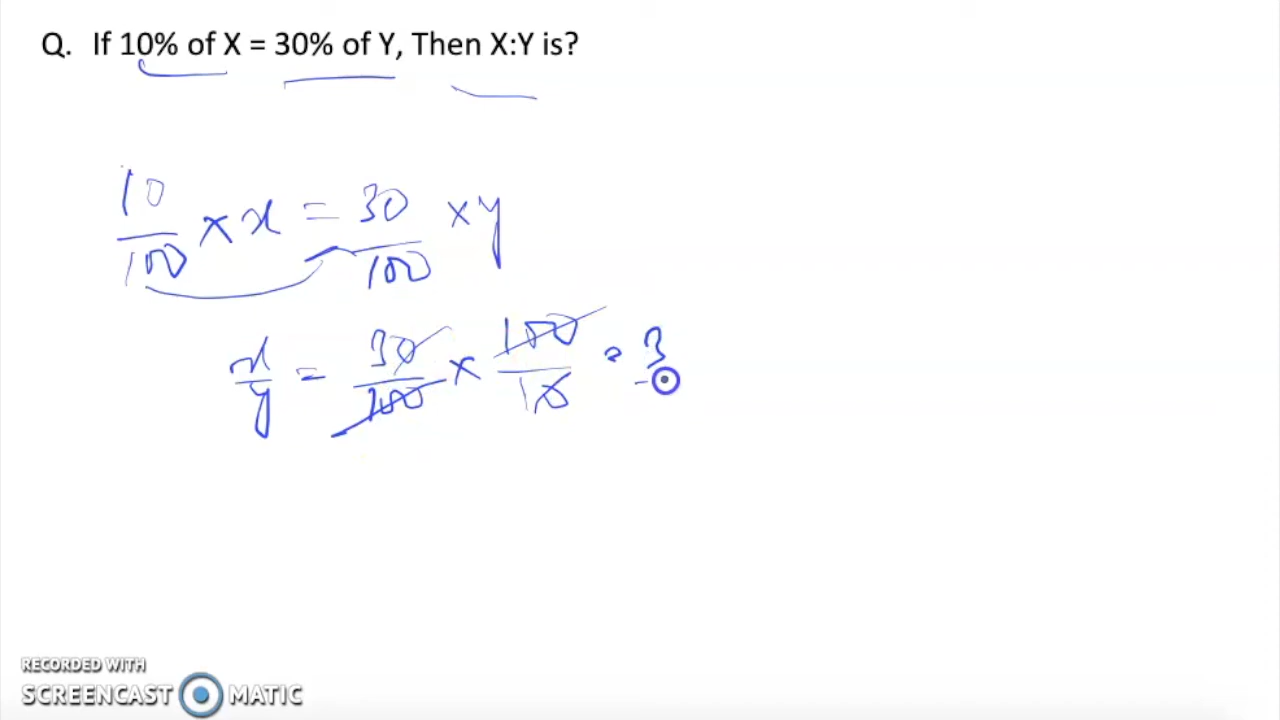 Q. If 10% of X = 30% of Y, Then X:Y is?
10/100 × x = 30/100 × y
x/y = 30/100 × 100/10 = 3
RECORDED WITH
SCREENCAST MATIC